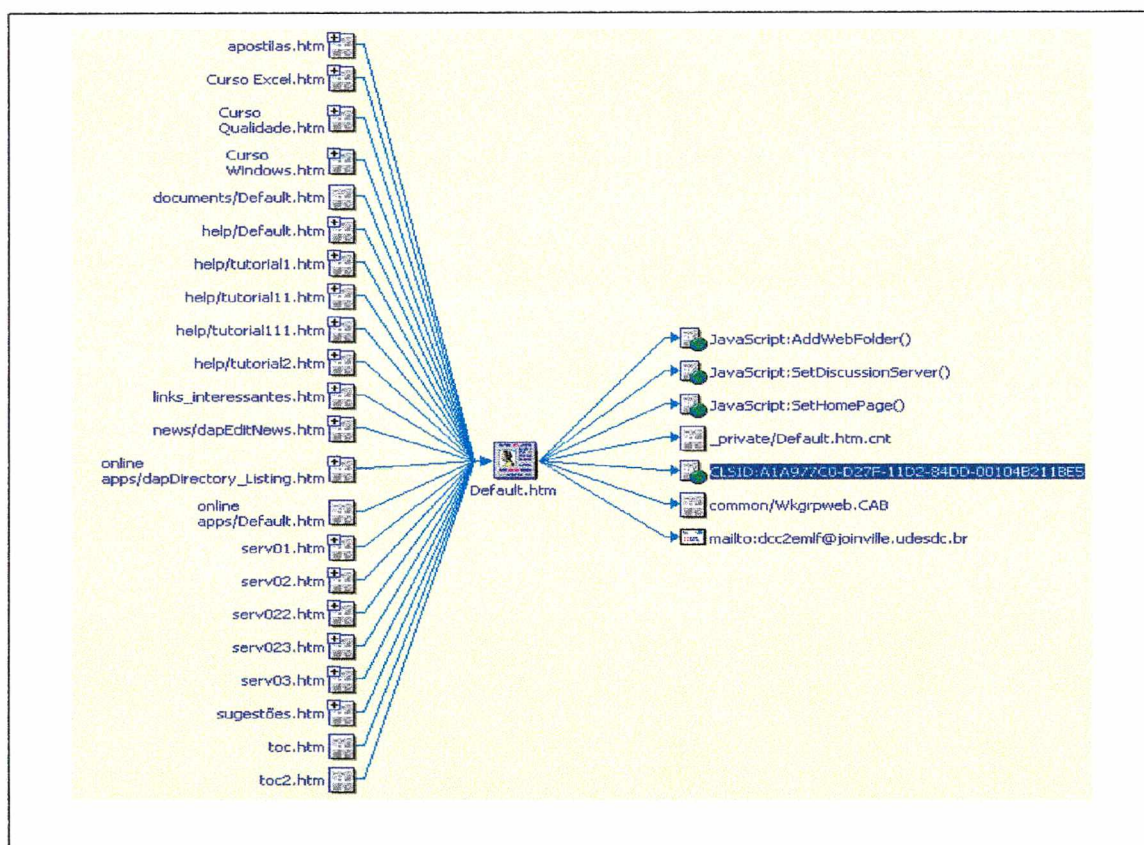 apostilas.htm
Curso Excel.htm
Curso
Qualidade.htm
Curso
Windows.htm
documents/Default.htm
help/Default.htm
help/tutorial1.htm
help/tutorial11.htm
help/tutorial111.htm
help/tutorial2.htm
links_interessantes.htm
news/dapEditNews.htm
online
apps/dapDirectory_Listing.htm
online
apps/Default.htm
serv01.htm
serv02.htm
serv022.htm
serv023.htm
serv03.htm
sugestões.htm
toc.htm
toc2.htm
Default.htm
JavaScript:AddWebFolder()
JavaScript:SetDiscussionServer()
JavaScript:SetHomePage()
_private/Default.htm.cnt
CLSID:A1A977C0-D27F-11D2-84DD-00104B211BE5
common/Wkgrpweb.CAB
mailto:dcc2emlf@joinville.udesdc.br